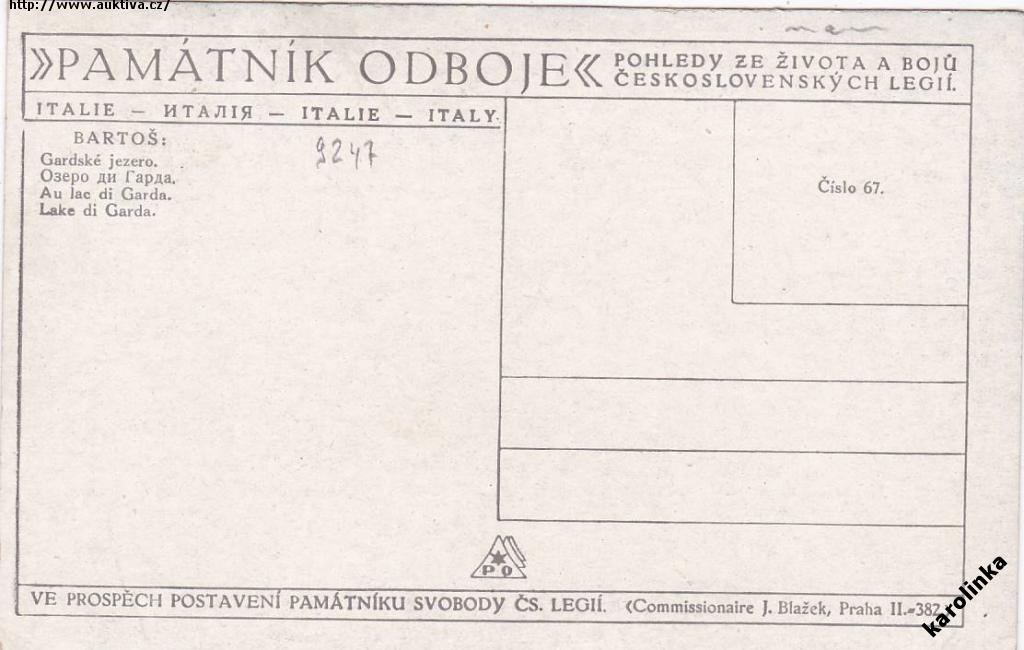 http://www.auktiva.cz/
»PAMÁTNÍK ODBOJE«
POHLEDY ZE ŽIVOTA A BOJŮ
ČESKOSLOVENSKÝCH LEGIÍ.
ITALIE — ИТАЛІЯ — ITALIE — ITALY.
BARTOŠ:
9247
Gardské jezero.
Озеро ди Гарда.
Au lac di Garda.
Lake di Garda.
Číslo 67.
PO
VE PROSPĚCH POSTAVENÍ PAMÁTNÍKU SVOBODY ČS. LEGIÍ. (Commissionaire J. Blažek, Praha II.-382
karolinka